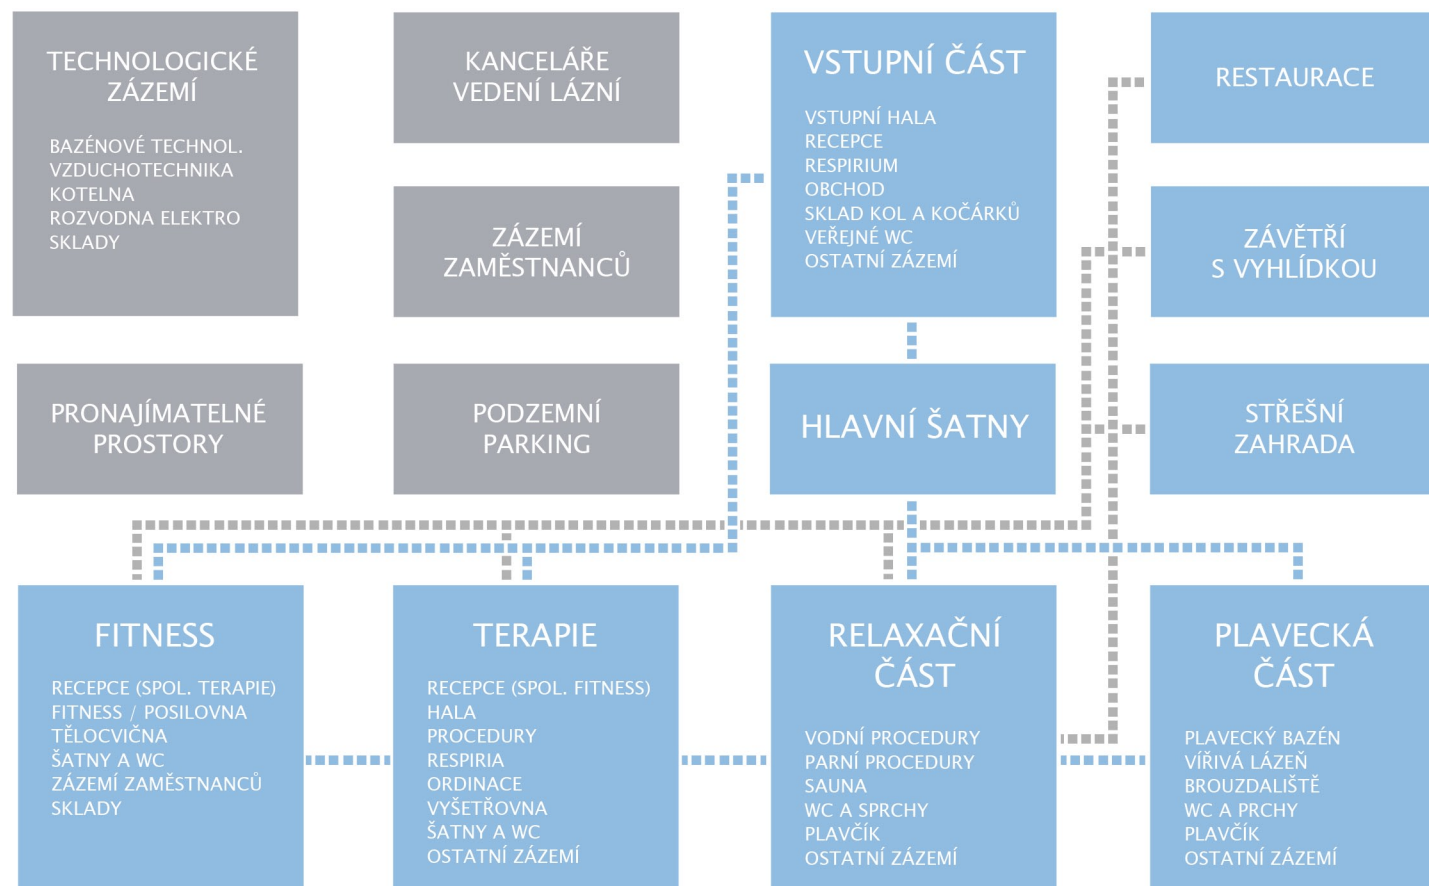 TECHNOLOGICKÉ
ZÁZEMÍ
BAZÉNOVÉ TECHNOL.
VZDUCHOTECHNIKA
KOTELNA
ROZVODNA ELEKTRO
SKLADY
KANCELÁŘE
VEDENÍ LÁZNÍ
ZÁZEMÍ
ZAMĚSTNANCŮ
VSTUPNÍ ČÁST
VSTUPNÍ HALA
RECEPCE
RESPIRIUM
OBCHOD
SKLAD KOL A KOČÁRKŮ
VEŘEJNÉ WC
OSTATNÍ ZÁZEMÍ
RESTAURACE
ZÁVĚTŘÍ
S VYHLÍDKOU
PRONAJÍMATELNÉ
PROSTORY
PODZEMNÍ
PARKING
HLAVNÍ ŠATNY
STŘEŠNÍ
ZAHRADA
FITNESS
RECEPCE (SPOL. TERAPIE)
FITNESS / POSILOVNA
TĚLOCVIČNA
ŠATNY A WC
ZÁZEMÍ ZAMĚSTNANCŮ
SKLADY
TERAPIE
RECEPCE (SPOL. FITNESS)
HALA
PROCEDURY
RESPIRIA
ORDINACE
VYŠETŘOVNA
ŠATNY A WC
OSTATNÍ ZÁZEMÍ
RELAXAČNÍ
ČÁST
VODNÍ PROCEDURY
PARNÍ PROCEDURY
SAUNA
WC A SPRCHY
PLAVČÍK
OSTATNÍ ZÁZEMÍ
PLAVECKÁ
ČÁST
PLAVECKÝ BAZÉN
VÍŘIVÁ LÁZEŇ
BROUZDALIŠTĚ
WC A PRCHY
PLAVČÍK
OSTATNÍ ZÁZEMÍ